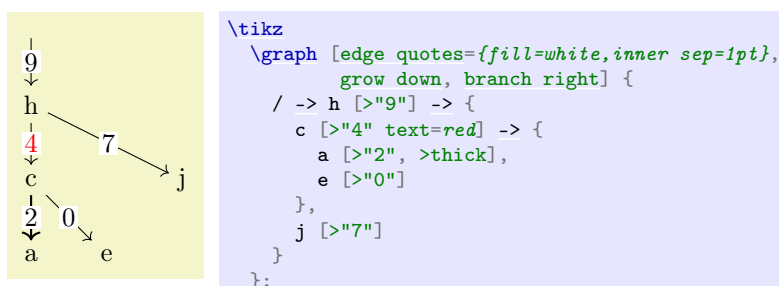 9
h
4
7
c
j
2
0
a
e
\tikz
\graph [edge quotes={fill=white,inner sep=1pt},
grow down, branch right] {
/ -> h [>"9"] -> {
c [>"4" text=red] -> {
a [>"2", >thick],
e [>"0"]
},
j [>"7"]
}
};